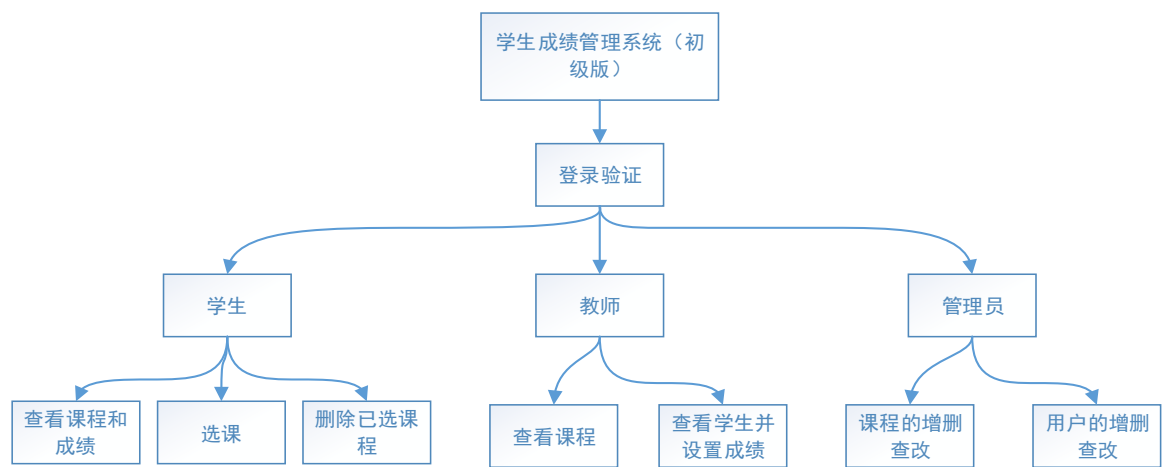 学生成绩管理系统（初
级版）
登录验证
学生
教师
管理员
查看课程和
成绩
选课
删除已选课
程
查看课程
查看学生并
设置成绩
课程的增删
查改
用户的增删
查改